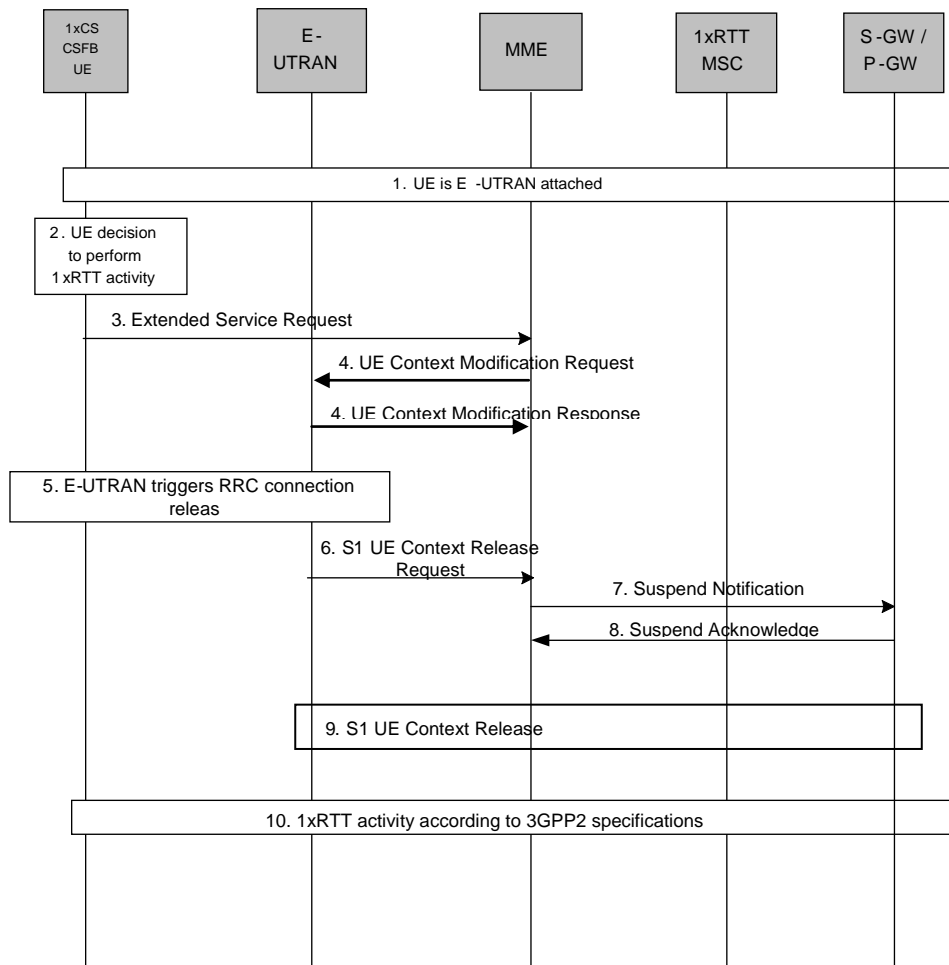 1xCS
CSFB
UE
E-
UTRAN
MME
1xRTT
MSC
S-GW /
P-GW
1. UE is E -UTRAN attached
2. UE decision
to perform
1xRTT activity
3. Extended Service Request
4. UE Context Modification Request
4. UE Context Modification Response
5. E-UTRAN triggers RRC connection
releas
6. S1 UE Context Release
Request
7. Suspend Notification
8. Suspend Acknowledge
9. S1 UE Context Release
10. 1xRTT activity according to 3GPP2 specifications